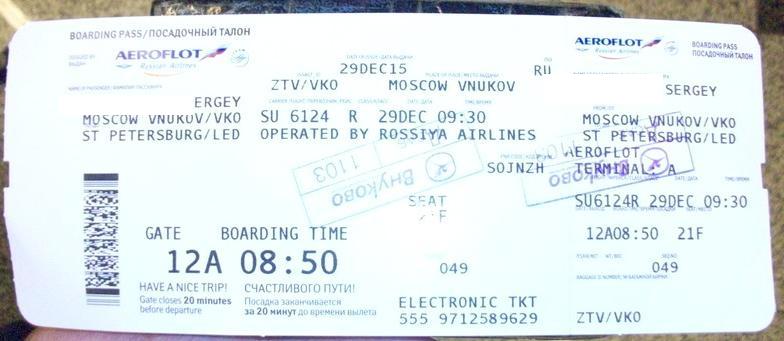 BOARDING PASS/ПОСАДОЧНЫЙ ТАЛОН
AEROFLOT
Russian Airlines
29DEC15
RU
ZTV/VKO MOSCOW VNUKOV
ERGEY
MOSCOW VNUKOV/VKO SU 6124 R 29DEC 09:30
ST PETERSBURG/LED OPERATED BY ROSSIYA AIRLINES
SOJNZH
Внуково
1103
SEAT
F
GATE BOARDING TIME
12A 08:50
049
HAVE A NICE TRIP! СЧАСТЛИВОГО ПУТИ!
Gate closes 20 minutes before departure
Посадка заканчивается за 20 минут до времени вылета
ELECTRONIC TKT
555 9712589629
AEROFLOT
Russian Airlines
BOARDING PASS
ПОСАДОЧНЫЙ ТАЛОН
SERGEY
MOSCOW VNUKOV/VKO
ST PETERSBURG/LED
AEROFLOT
TERMINAL: A
Внуково
SU6124R 29DEC 09:30
12A08:50 21F
049
ZTV/VKO